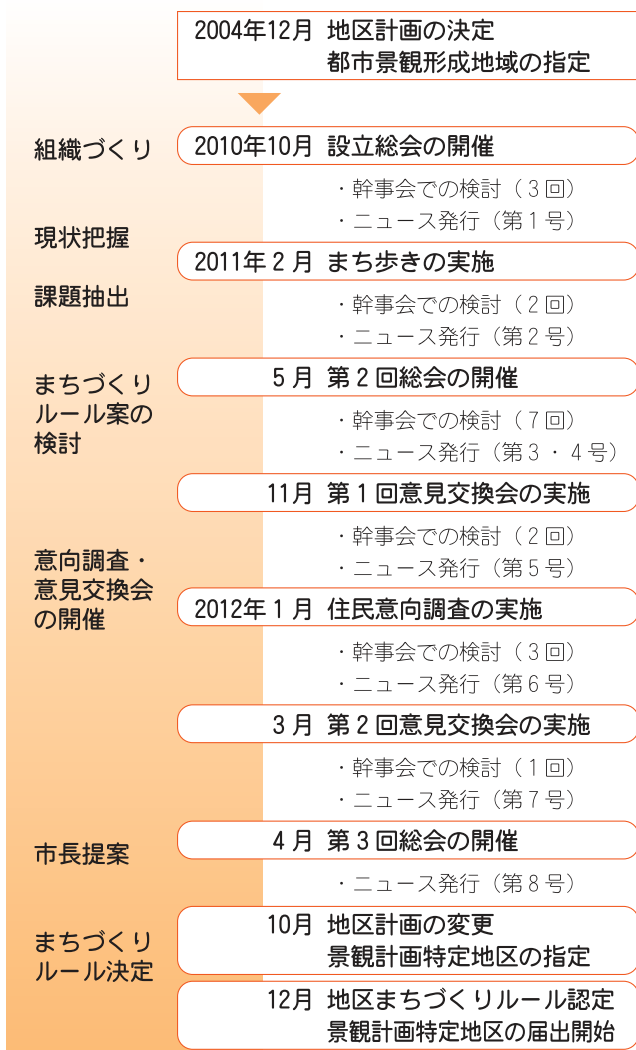 2004年12月 地区計画の決定
都市景観形成地域の指定
組織づくり
2010年10月 設立総会の開催
・幹事会での検討（3回）
・ニュース発行（第1号）
現状把握
2011年2月 まち歩きの実施
課題抽出
・幹事会での検討（2回）
・ニュース発行（第2号）
5月 第2回総会の開催
まちづくり
ルール案の
検討
・幹事会での検討（7回）
・ニュース発行（第3・4号）
11月 第1回意見交換会の実施
・幹事会での検討（2回）
・ニュース発行（第5号）
意向調査・
意見交換会
の開催
2012年1月 住民意向調査の実施
・幹事会での検討（3回）
・ニュース発行（第6号）
3月 第2回意見交換会の実施
・幹事会での検討（1回）
・ニュース発行（第7号）
4月 第3回総会の開催
市長提案
・ニュース発行（第8号）
10月 地区計画の変更
景観計画特定地区の指定
まちづくり
ルール決定
12月 地区まちづくりルール認定
景観計画特定地区の届出開始